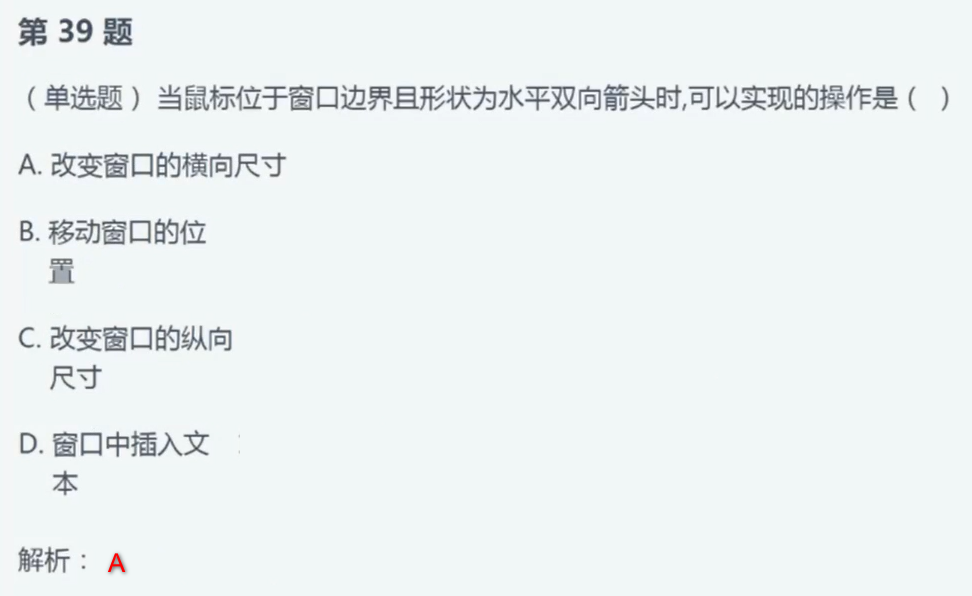 第 39 题
（单选题）当鼠标位于窗口边界且形状为水平双向箭头时,可以实现的操作是（ ）
A. 改变窗口的横向尺寸
B. 移动窗口的位
置
C. 改变窗口的纵向
尺寸
D. 窗口中插入文
本
解析： A